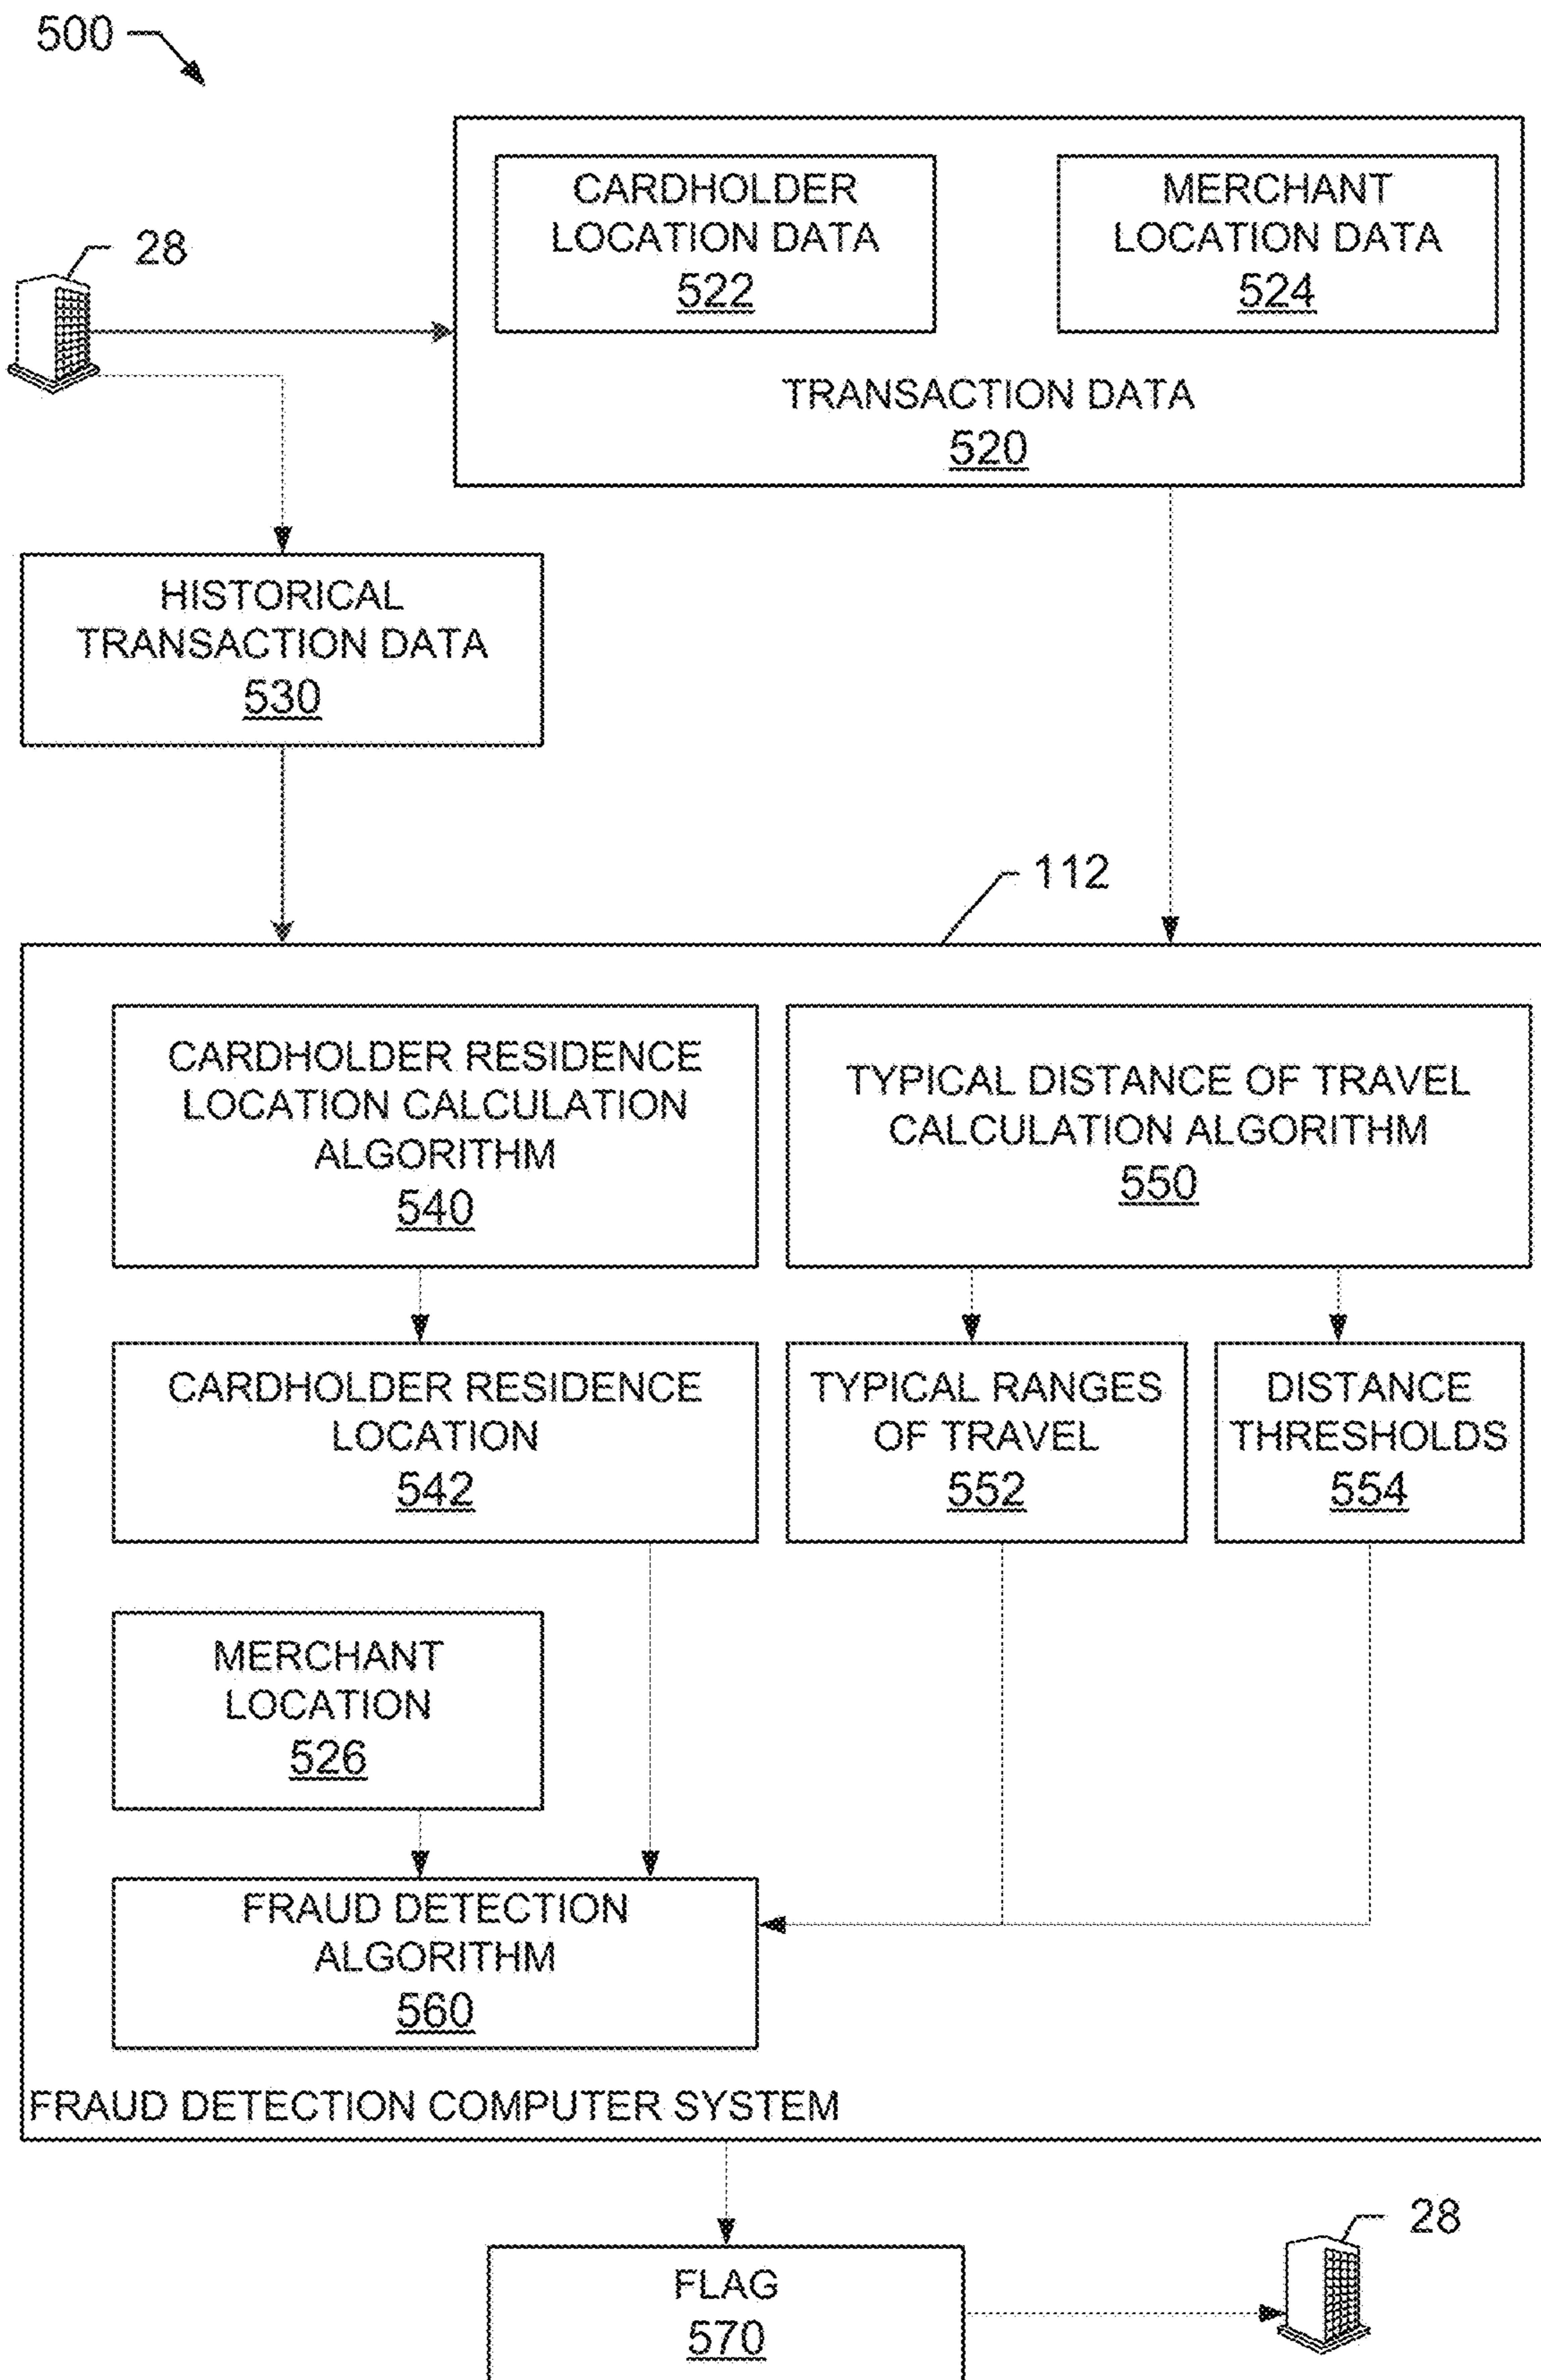 500
CARDHOLDER
LOCATION DATA
522
MERCHANT
LOCATION DATA
524
28
TRANSACTION DATA
520
HISTORICAL
TRANSACTION DATA
530
112
CARDHOLDER RESIDENCE
LOCATION CALCULATION
ALGORITHM
540
TYPICAL DISTANCE OF TRAVEL
CALCULATION ALGORITHM
550
CARDHOLDER RESIDENCE
LOCATION
542
TYPICAL RANGES
OF TRAVEL
552
DISTANCE
THRESHOLDS
554
MERCHANT
LOCATION
526
FRAUD DETECTION
ALGORITHM
560
FRAUD DETECTION COMPUTER SYSTEM
28
FLAG
570